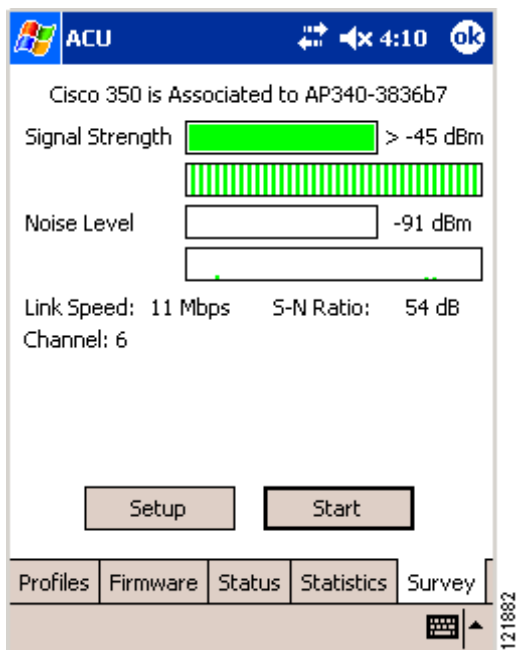 ACU 4:10 ok
Cisco 350 is Associated to AP340-3836b7
Signal Strength > -45 dBm
Noise Level -91 dBm
Link Speed: 11 Mbps S-N Ratio: 54 dB
Channel: 6
Setup Start
Profiles Firmware Status Statistics Survey
121882